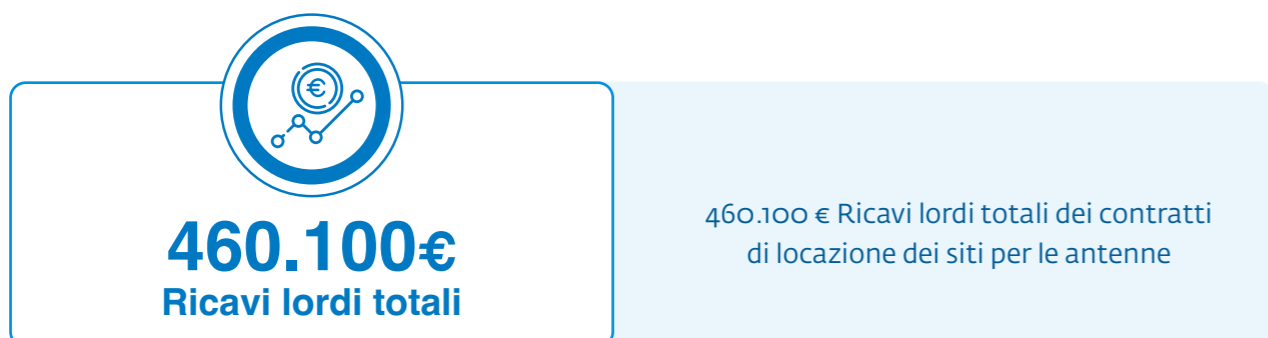 €
460.100€
Ricavi lordi totali
460.100 € Ricavi lordi totali dei contratti
di locazione dei siti per le antenne